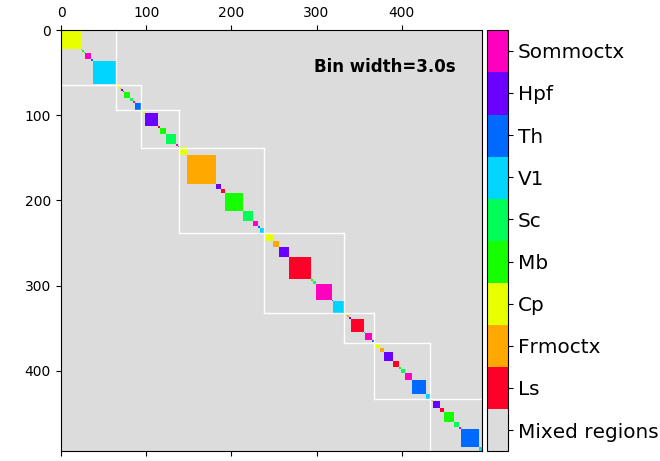 0 100 200 300 400
0
100
200
300
400
Bin width=3.0s
Sommoctx
Hpf
Th
V1
Sc
Mb
Cp
Frmoctx
Ls
Mixed regions